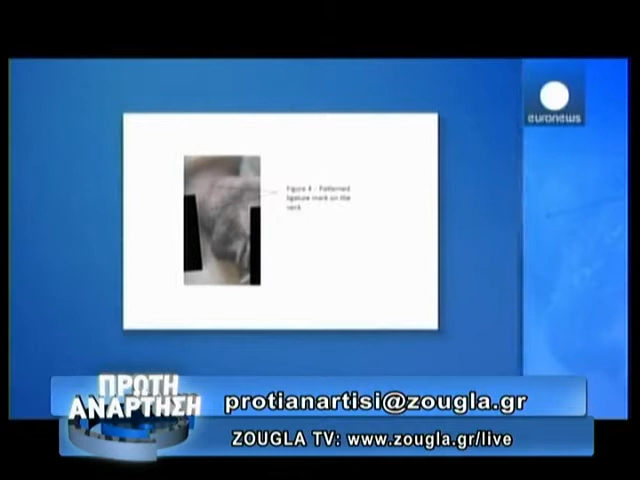 euronews
Figure 4 - Patterned
ligature mark on the
neck
ΠΡΩΤΗ
ΑΝΑΡΤΗΣΗ
protianartisi@zougla.gr
ZOUGLA TV: www.zougla.gr/live